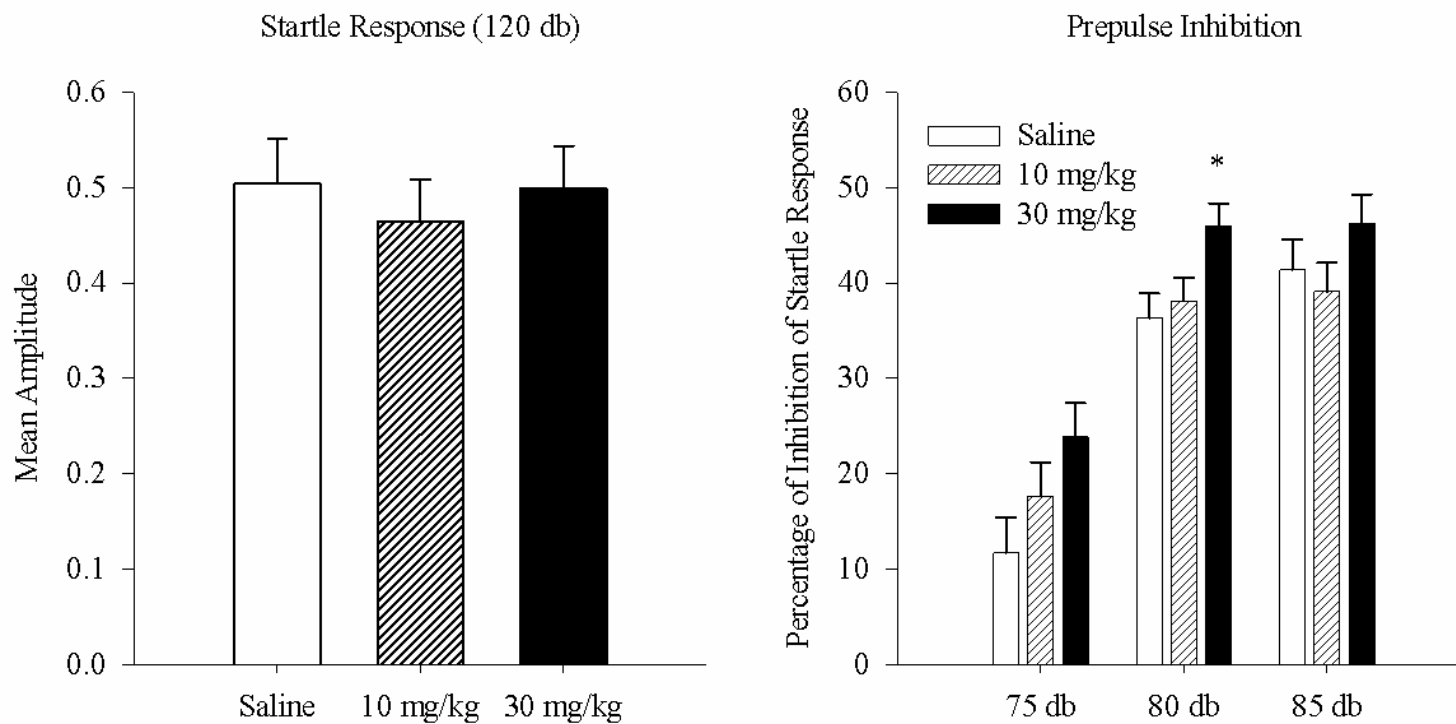 Startle Response (120 db)
Mean Amplitude
0.6
0.5
0.4
0.3
0.2
0.1
0.0
Saline 10 mg/kg 30 mg/kg
Prepulse Inhibition
Percentage of Inhibition of Startle Response
60
50
40
30
20
10
0
Saline
10 mg/kg
30 mg/kg
*
75 db 80 db 85 db